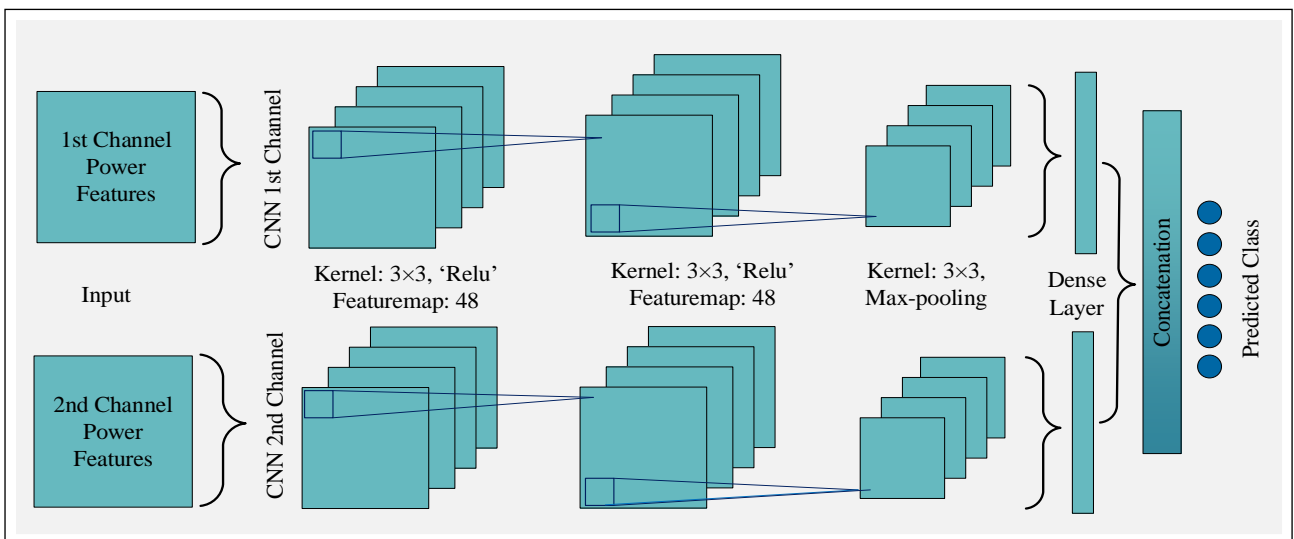 1st Channel
Power
Features
CNN 1st Channel
Input
Kernel: 3×3, ‘Relu’
Featuremap: 48
Kernel: 3×3, ‘Relu’
Featuremap: 48
Kernel: 3×3,
Max-pooling
Dense
Layer
Concatenation
Predicted Class
2nd Channel
Power
Features
CNN 2nd Channel